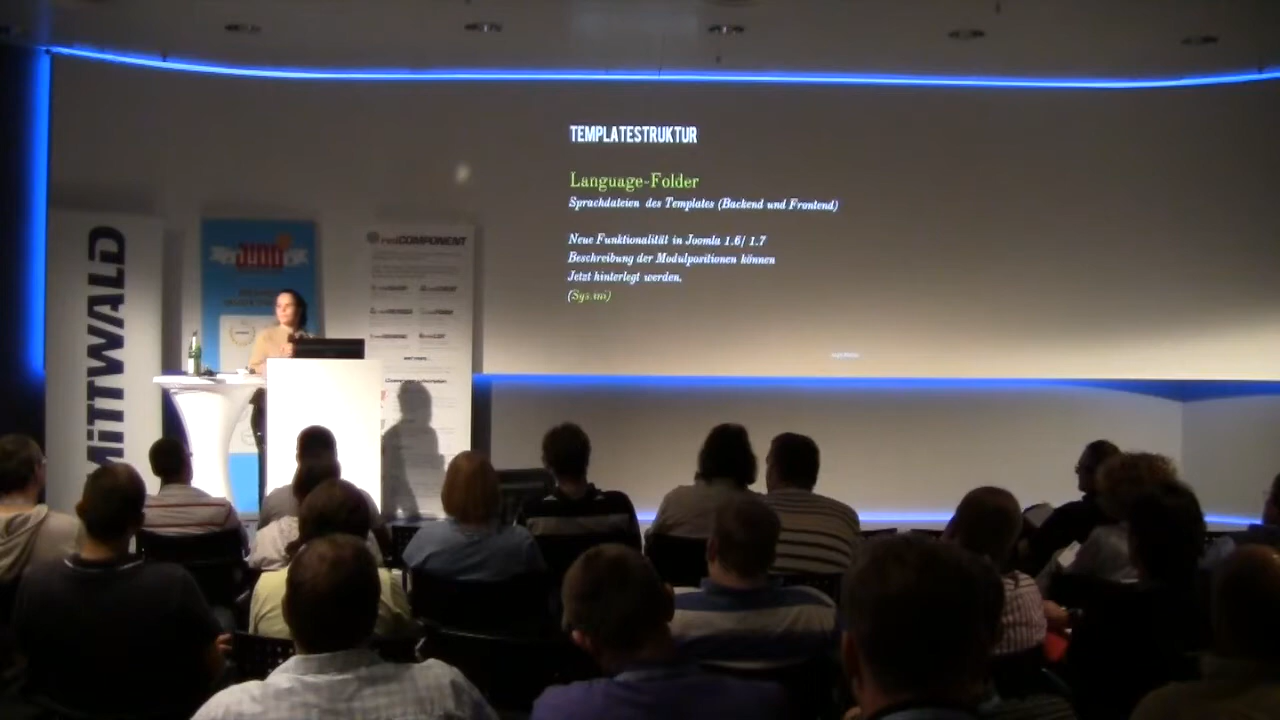 TEMPLATESTRUKTUR
Language-Folder
Sprachdateien des Templates (Backend und Frontend)
Neue Funktionalität in Joomla 1.6/ 1.7
Beschreibung der Modulpositionen können
Jetzt hinterlegt werden.
(Sys.ini)
MITTWALD
redCOMPONENT